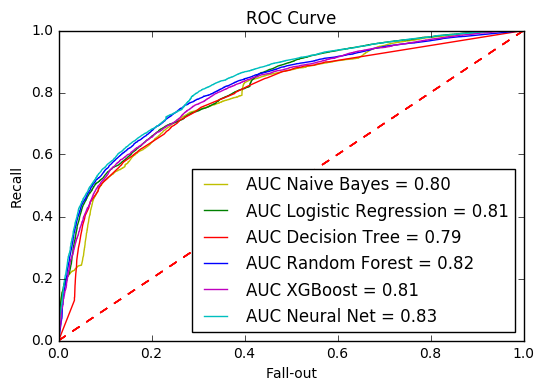 ROC Curve
1.0
0.8
0.6
0.4
0.2
0.0
Recall
AUC Naive Bayes = 0.80
AUC Logistic Regression = 0.81
AUC Decision Tree = 0.79
AUC Random Forest = 0.82
AUC XGBoost = 0.81
AUC Neural Net = 0.83
0.0 0.2 0.4 0.6 0.8 1.0
Fall-out